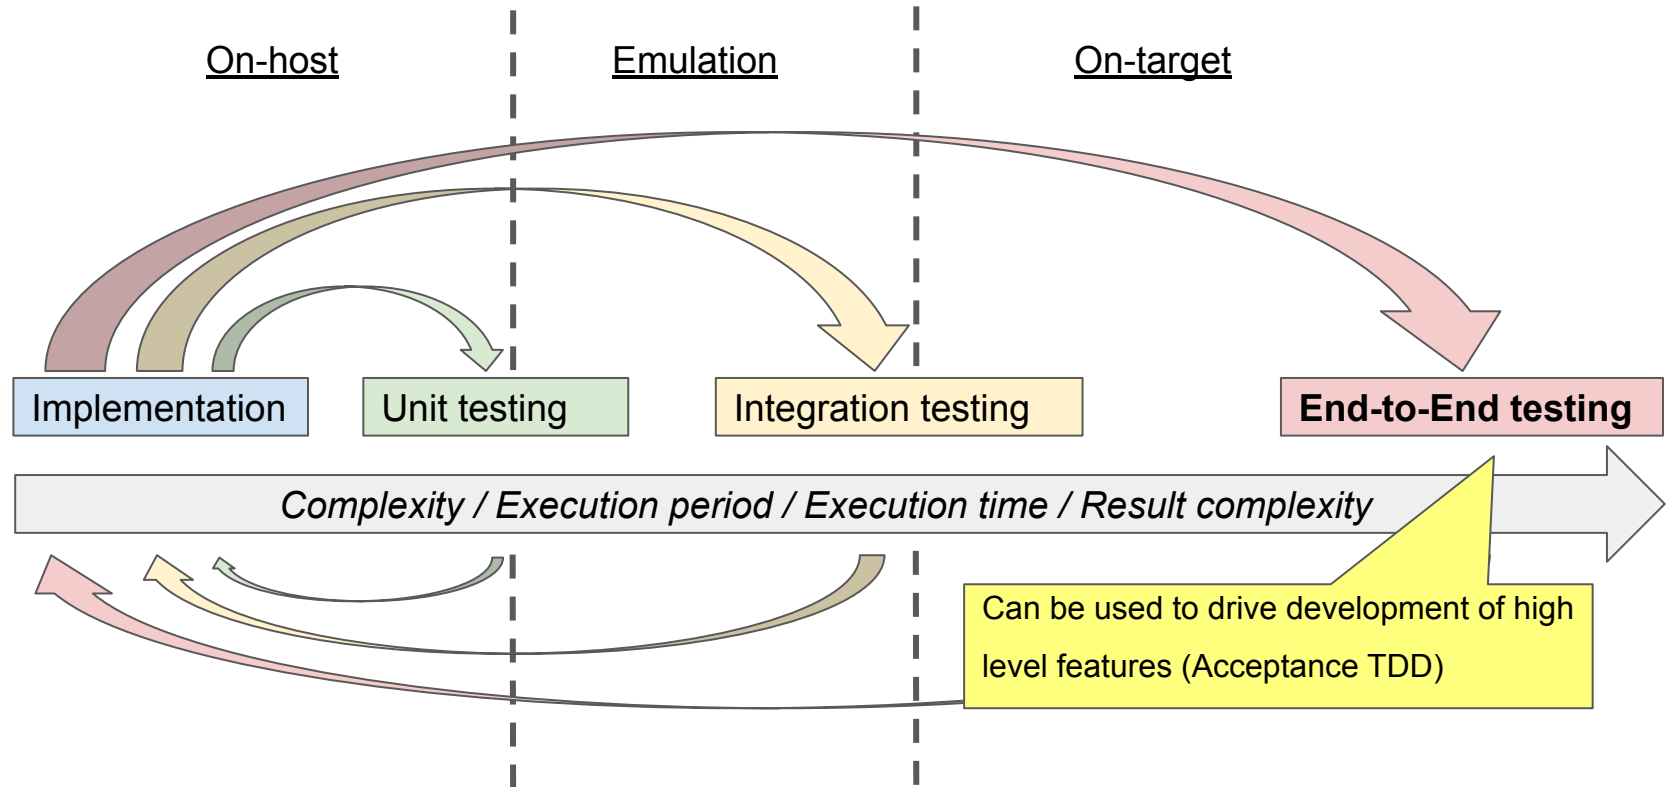 On-host
Emulation
On-target
Implementation
Unit testing
Integration testing
End-to-End testing
Complexity / Execution period / Execution time / Result complexity
Can be used to drive development of high
level features (Acceptance TDD)